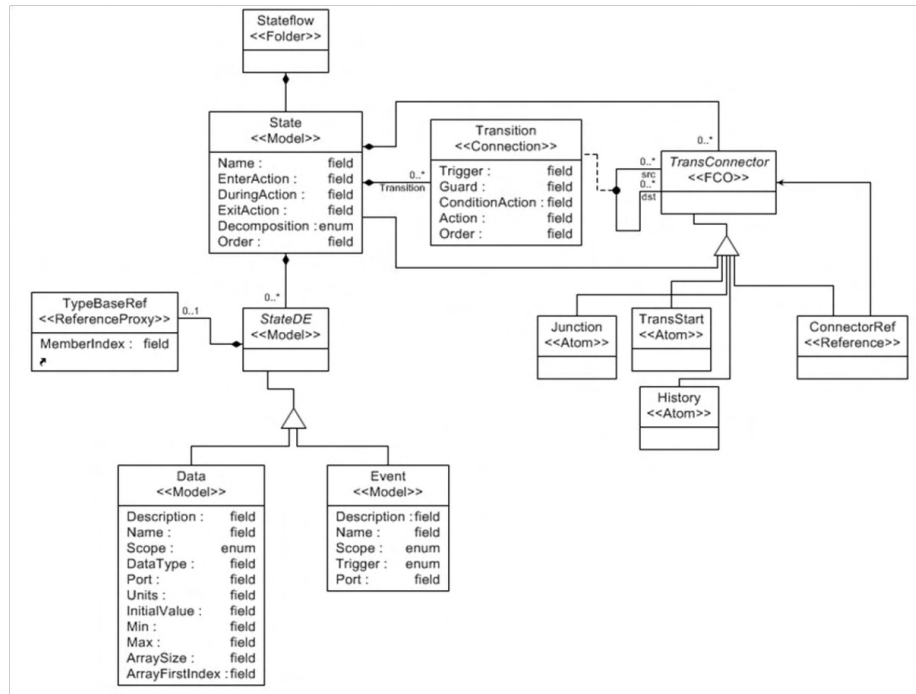 Stateflow
<<Folder>>
State
<<Model>>
Name : field
EnterAction : field
DuringAction : field
ExitAction : field
Decomposition :enum
Order : field
0..*
Transition
Transition
<<Connection>>
Trigger : field
Guard : field
ConditionAction : field
Action : field
Order : field
0..*
0..*
src
0..*
dst
TransConnector
<<FCO>>
TypeBaseRef
<<ReferenceProxy>>
MemberIndex : field
0..1
0..*
StateDE
<<Model>>
Junction
<<Atom>>
TransStart
<<Atom>>
ConnectorRef
<<Reference>>
History
<<Atom>>
Data
<<Model>>
Description : field
Name : field
Scope : enum
DataType : field
Port : field
Units : field
InitialValue : field
Min : field
Max : field
ArraySize : field
ArrayFirstIndex :field
Event
<<Model>>
Description :field
Name : field
Scope : enum
Trigger : enum
Port : field